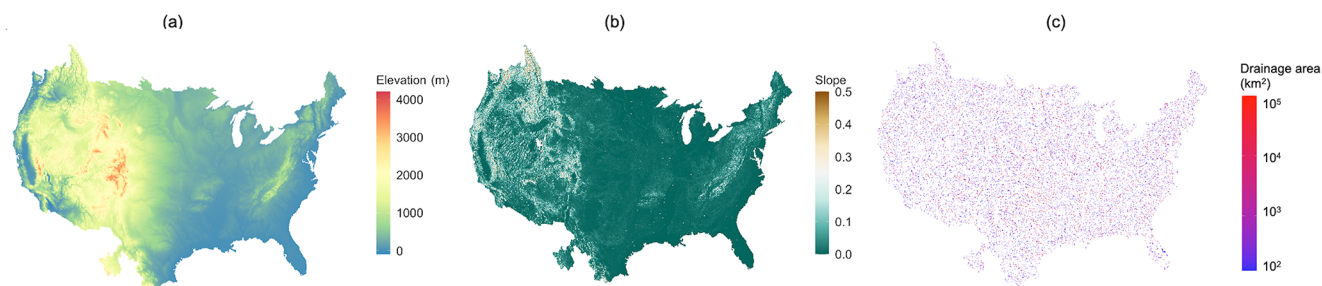 (a)
(b)
(c)
Elevation (m)
4000
3000
2000
1000
0
Slope
0.5
0.4
0.3
0.2
0.1
0.0
Drainage area
(km²)
10⁵
10⁴
10³
10²